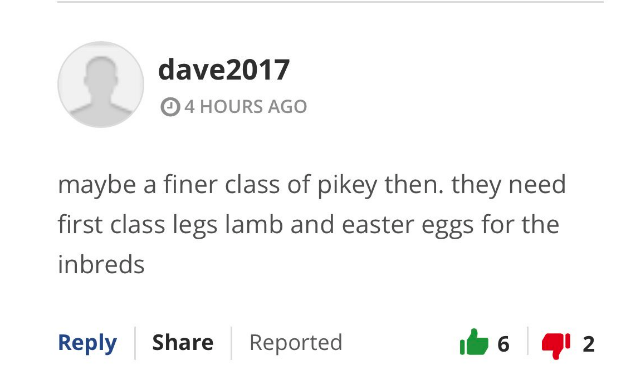 dave2017
4 HOURS AGO
maybe a finer class of pikey then. they need
first class legs lamb and easter eggs for the
inbreds
Reply Share Reported 6 2